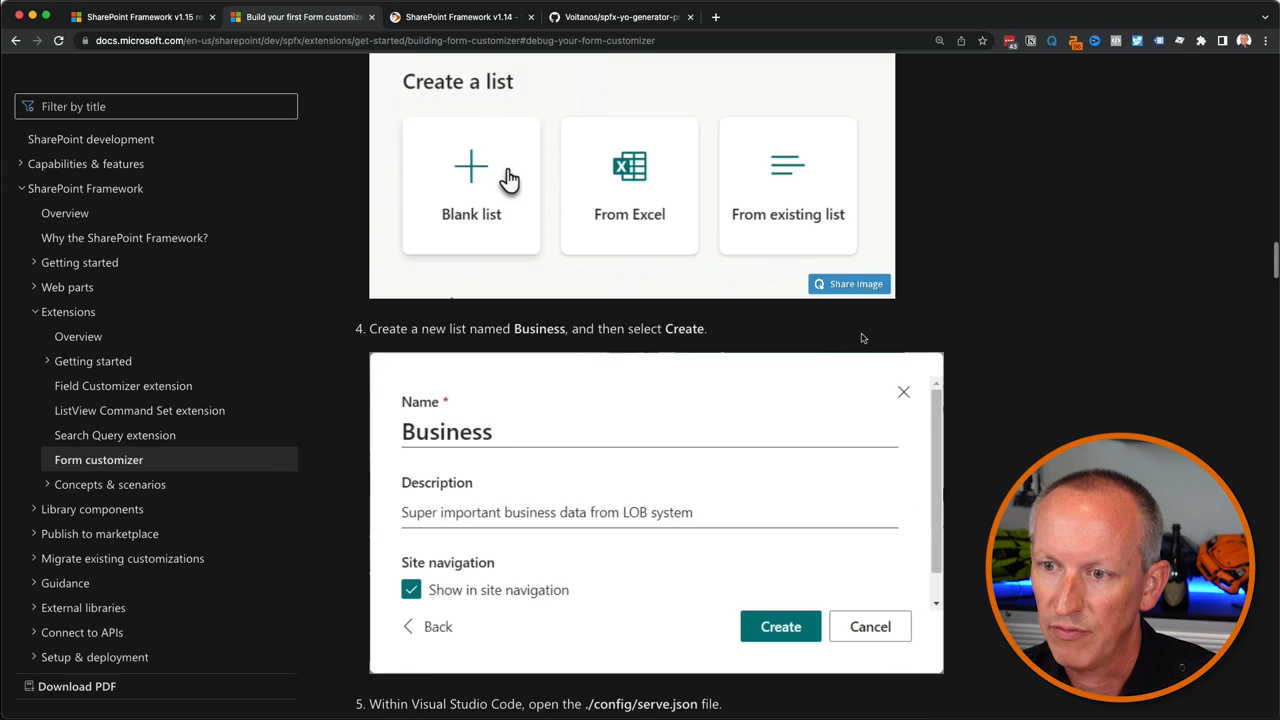 SharePoint Framework v1.15 re
Build your first Form customize
SharePoint Framework v1.14 -
Voitanos/spfx-yo-generator-pr
docs.microsoft.com/en-us/sharepoint/dev/spfx/extensions/get-started/building-form-customizer#debug-your-form-customizer
43
Filter by title
SharePoint development
Capabilities & features
SharePoint Framework
Overview
Why the SharePoint Framework?
Getting started
Web parts
Extensions
Overview
Getting started
Field Customizer extension
ListView Command Set extension
Search Query extension
Form customizer
Concepts & scenarios
Library components
Publish to marketplace
Migrate existing customizations
Guidance
External libraries
Connect to APIs
Setup & deployment
Download PDF
Create a list
Blank list
From Excel
From existing list
Share Image
4. Create a new list named Business, and then select Create.
Name *
Business
Description
Super important business data from LOB system
Site navigation
Show in site navigation
Back
Create
Cancel
5. Within Visual Studio Code, open the ./config/serve.json file.